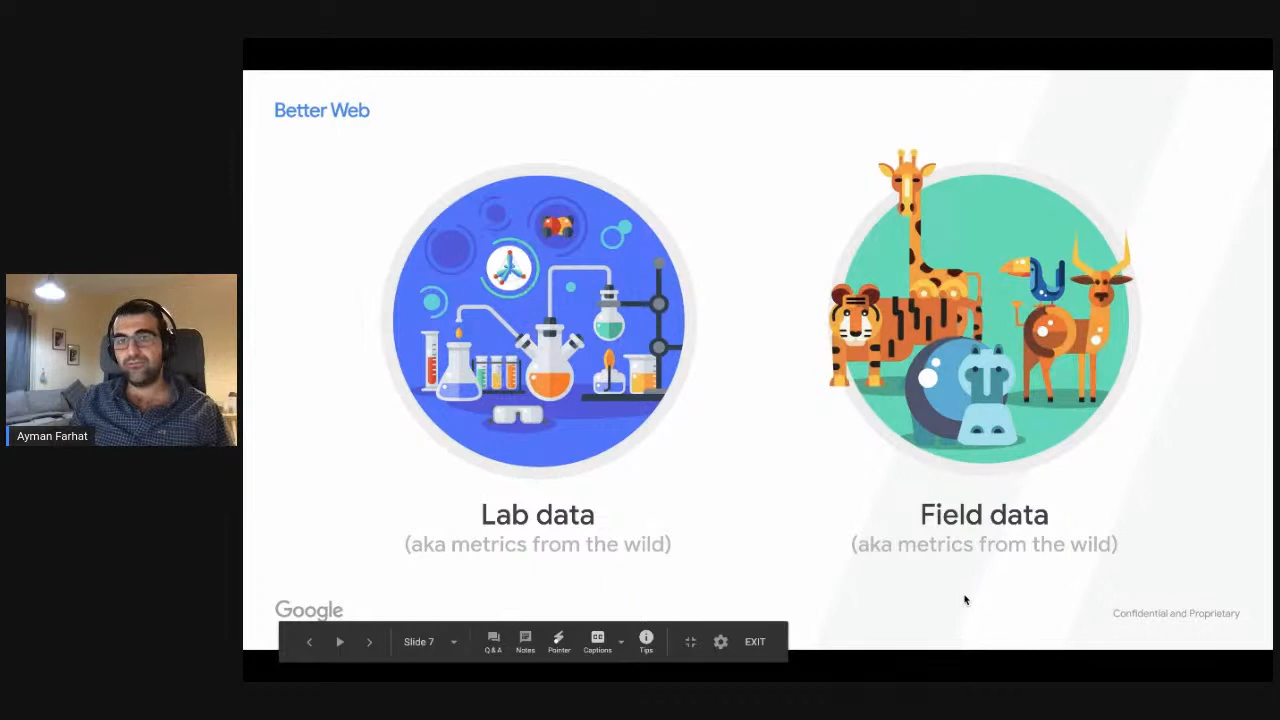 Better Web
Lab data
(aka metrics from the wild)
Field data
(aka metrics from the wild)
Ayman Farhat
Google
Confidential and Proprietary
Slide 7
Q & A
Notes
Pointer
Captions
Tips
EXIT